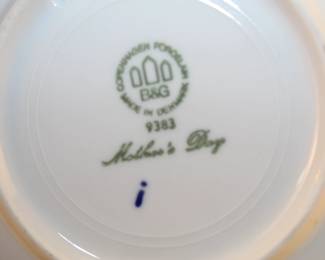 COPENHAGEN PORCELAIN
B&G
MADE IN DENMARK
9383
Mother's Day
i